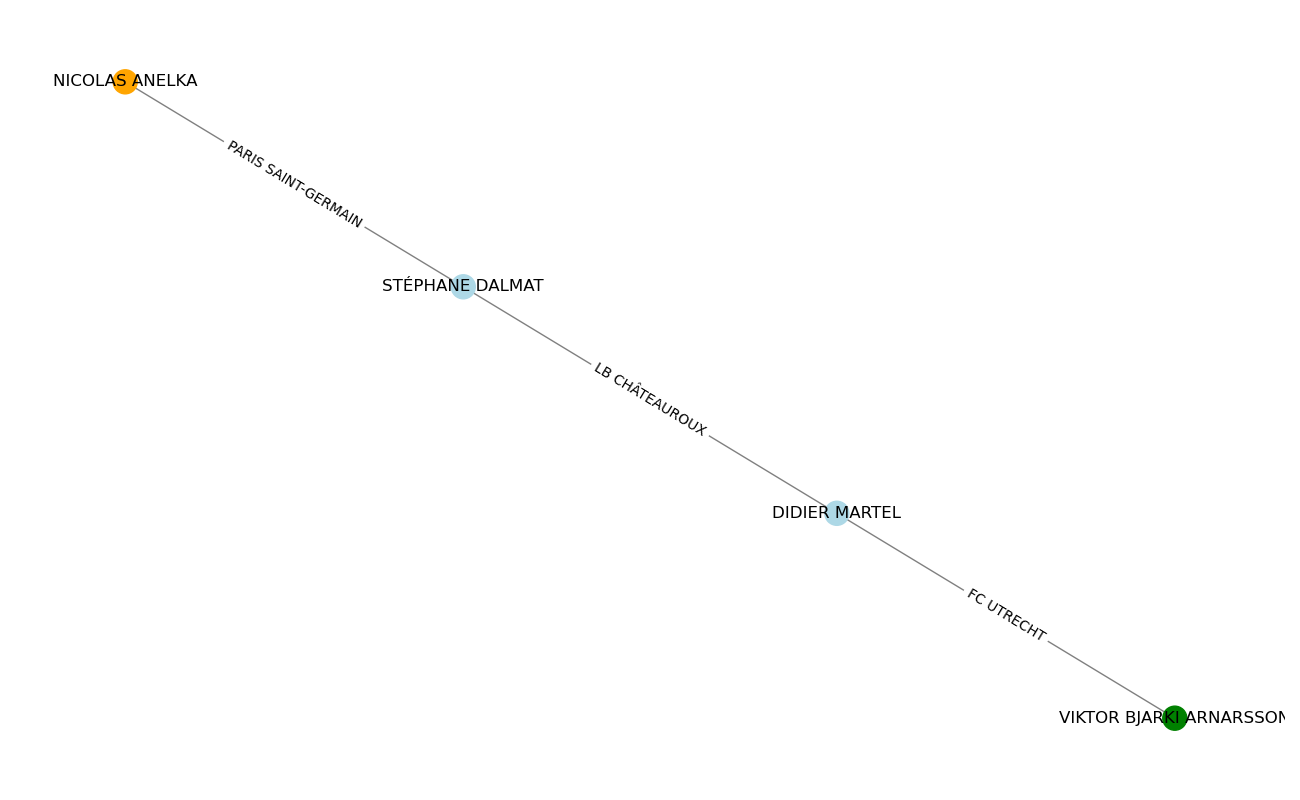 NICOLAS ANELKA
PARIS SAINT-GERMAIN
STÉPHANE DALMAT
LB CHÂTEAUROUX
DIDIER MARTEL
FC UTRECHT
VIKTOR BJARKI ARNARSSON